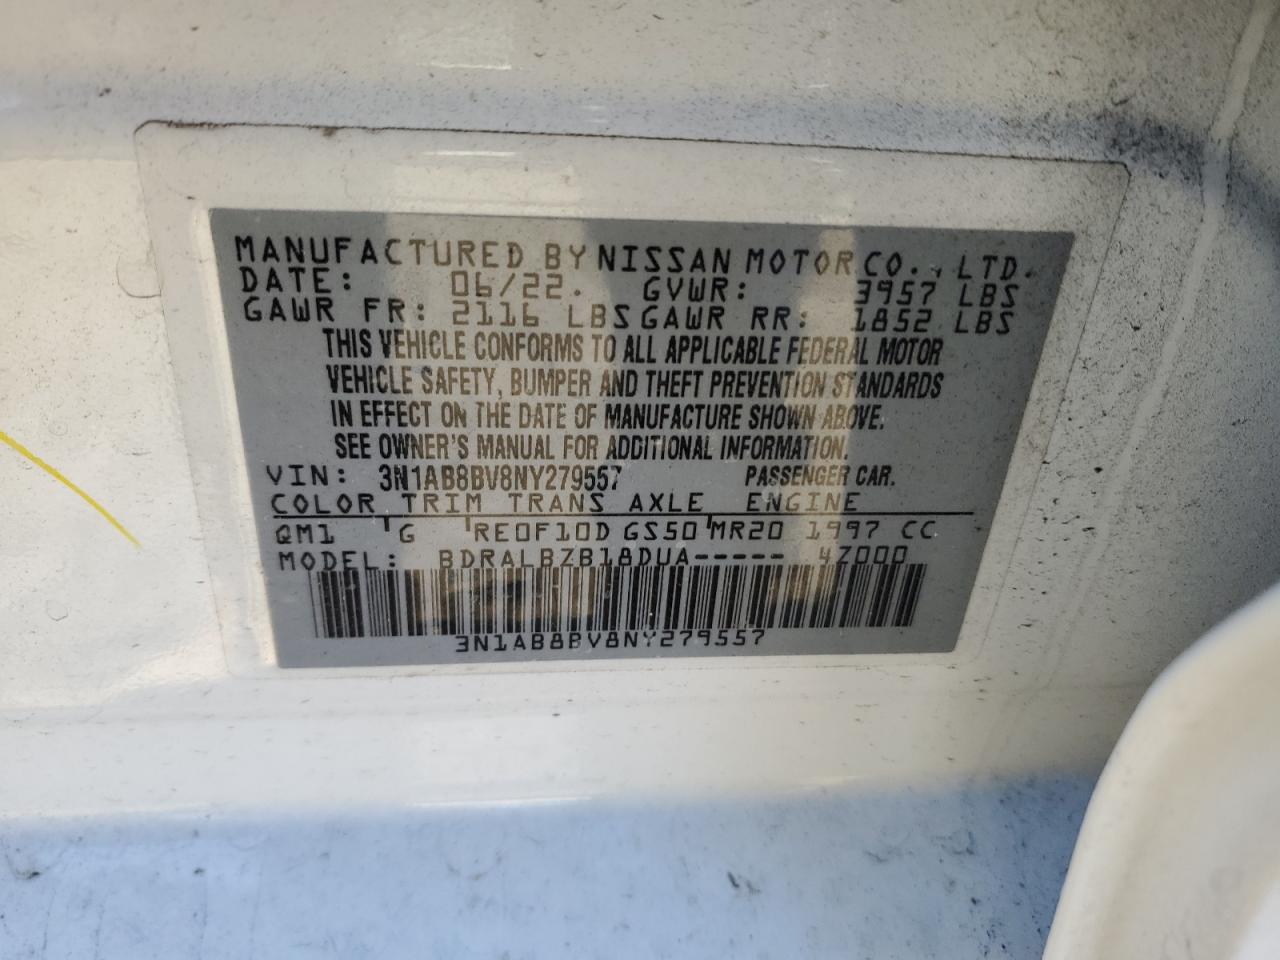 MANUFACTURED BY NISSAN MOTOR CO., LTD.
DATE: 06/22. GVWR: 3957 LBS
GAWR FR: 2116 LBS GAWR RR: 1852 LBS
THIS VEHICLE CONFORMS TO ALL APPLICABLE FEDERAL MOTOR
VEHICLE SAFETY, BUMPER AND THEFT PREVENTION STANDARDS
IN EFFECT ON THE DATE OF MANUFACTURE SHOWN ABOVE.
SEE OWNER'S MANUAL FOR ADDITIONAL INFORMATION.
VIN: 3N1AB8BV8NY279557 PASSENGER CAR.
COLOR TRIM TRANS AXLE ENGINE
QM1 'G 'RE0F10D GS50'MR20 1997 CC
MODEL: BDRALBZB18DUA----- 4Z000
3N1AB8BV8NY279557